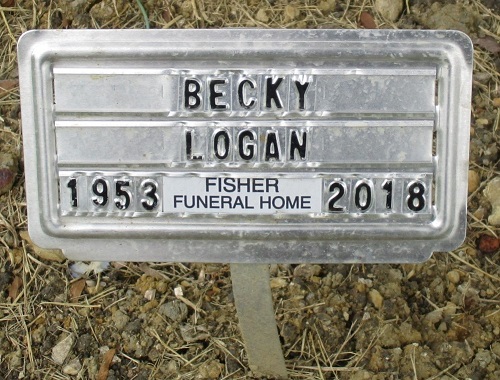 BECKY
LOGAN
1953 FISHER 2018
FUNERAL HOME